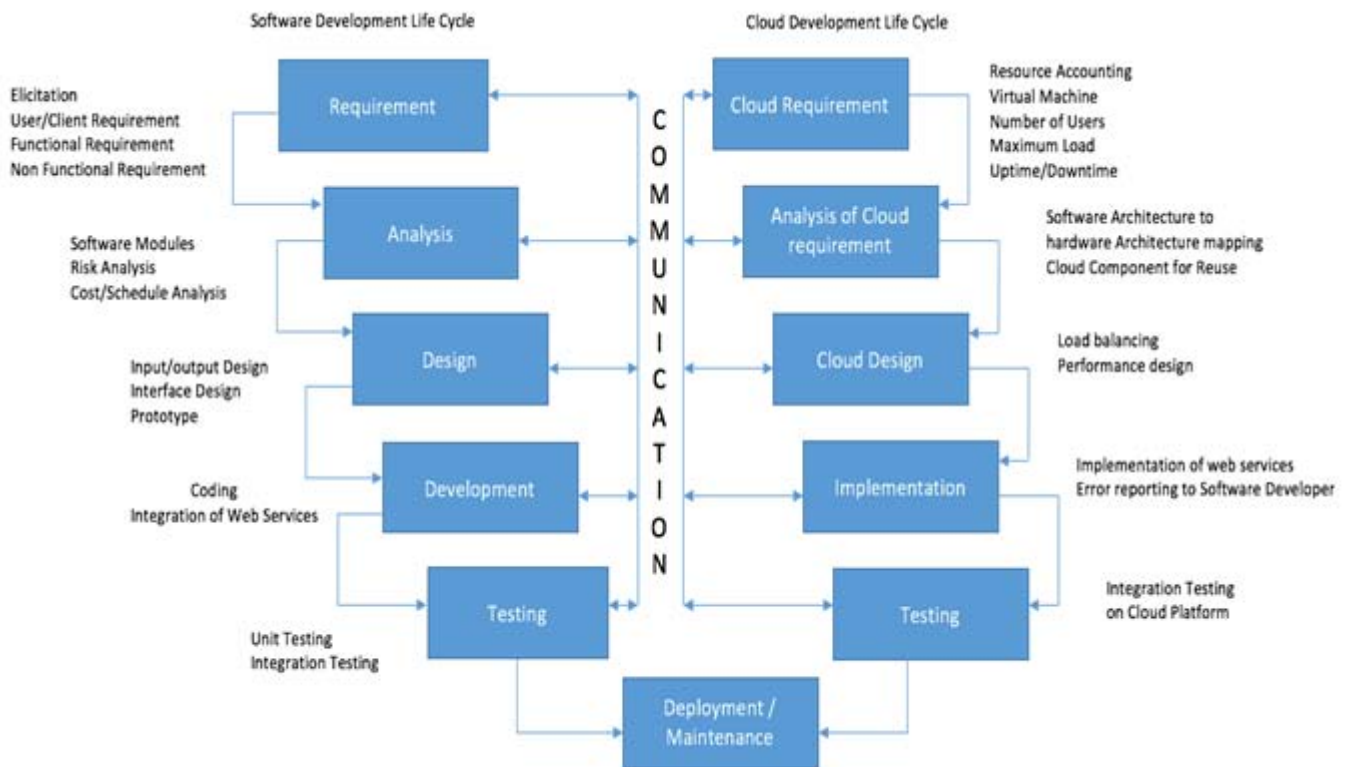 Software Development Life Cycle
Requirement
Elicitation
User/Client Requirement
Functional Requirement
Non Functional Requirement
Analysis
Software Modules
Risk Analysis
Cost/Schedule Analysis
Design
Input/output Design
Interface Design
Prototype
Development
Coding
Integration of Web Services
Testing
Unit Testing
Integration Testing
C
O
M
M
U
N
I
C
A
T
I
O
N
Cloud Development Life Cycle
Cloud Requirement
Resource Accounting
Virtual Machine
Number of Users
Maximum Load
Uptime/Downtime
Analysis of Cloud
requirement
Software Architecture to
hardware Architecture mapping
Cloud Component for Reuse
Cloud Design
Load balancing
Performance design
Implementation
Implementation of web services
Error reporting to Software Developer
Testing
Integration Testing
on Cloud Platform
Deployment /
Maintenance